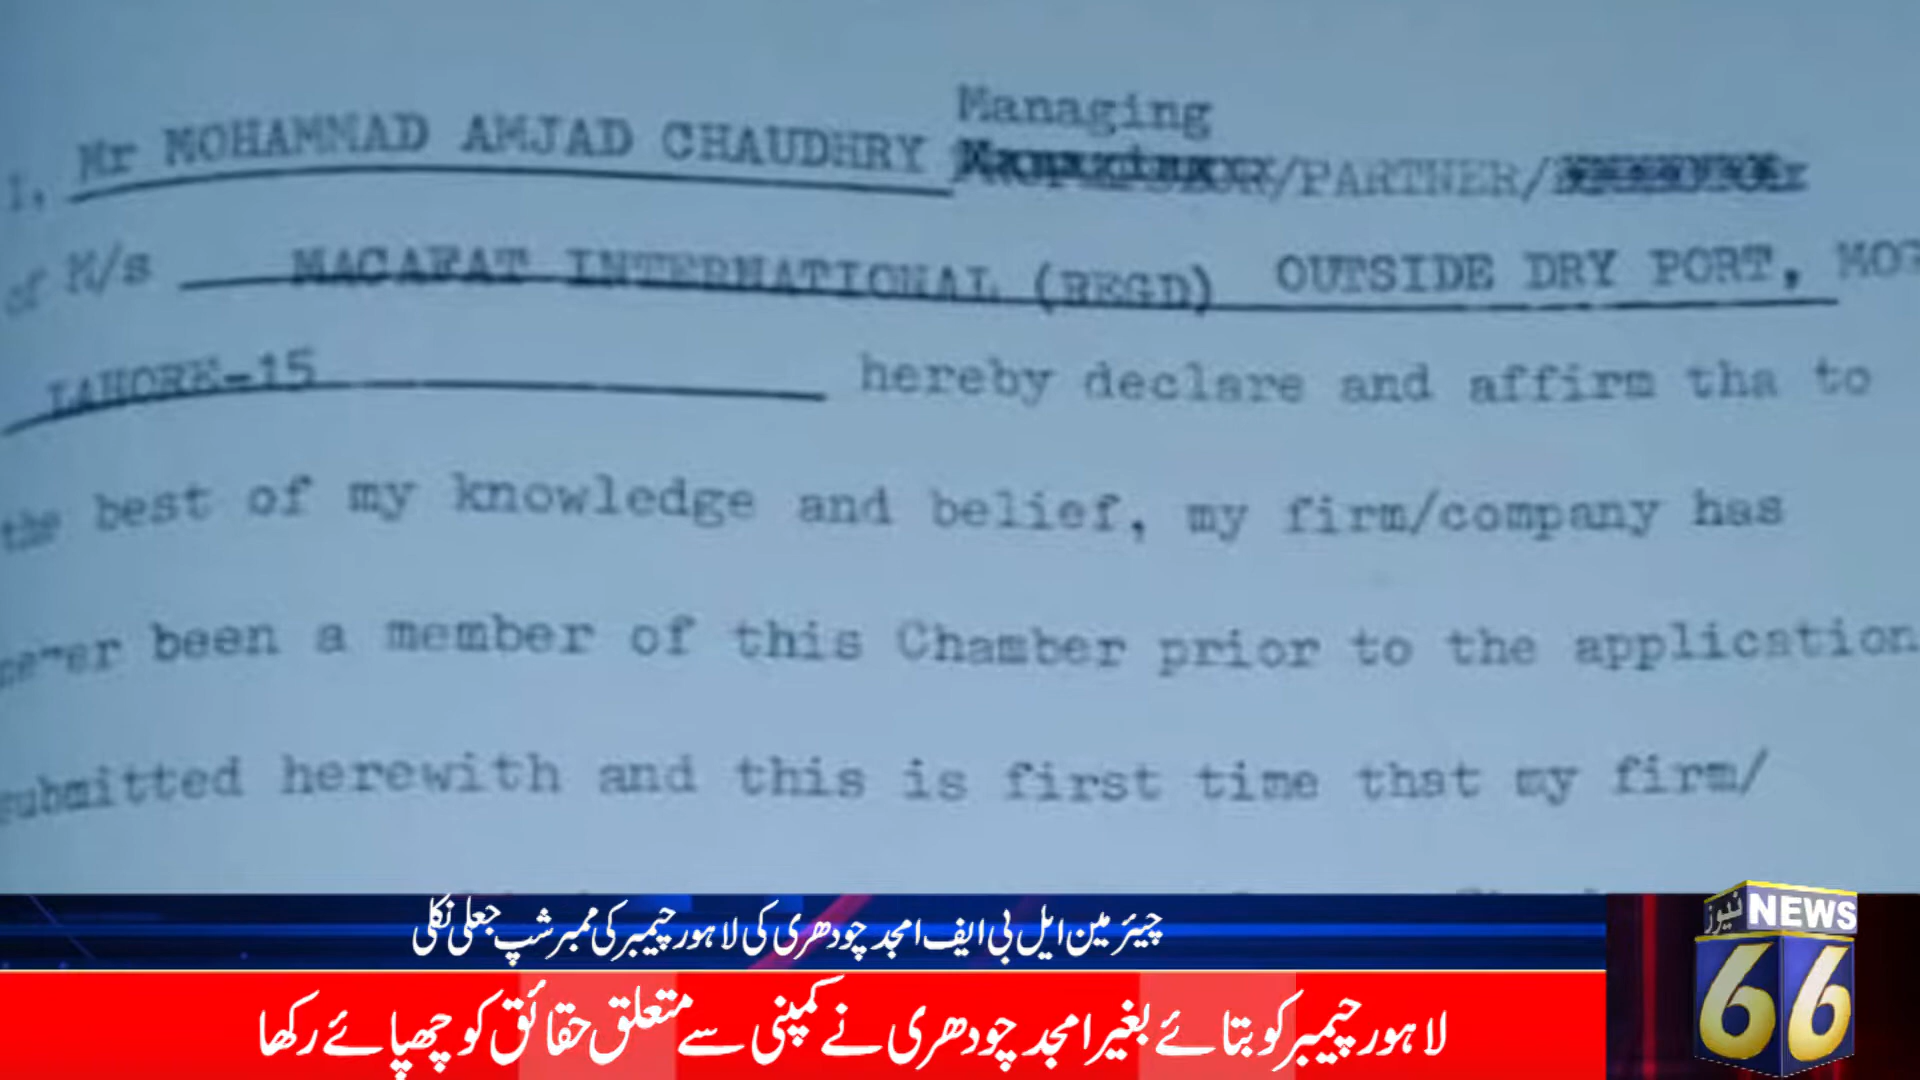 Managing
I, Mr MOHAMMAD AMJAD CHAUDHRY /PARTNER/
of M/s MACAFAT INTERNATIONAL (REGD) OUTSIDE DRY PORT, MOG
LAHORE-15 hereby declare and affirm tha to
the best of my knowledge and belief, my firm/company has
never been a member of this Chamber prior to the application
submitted herewith and this is first time that my firm/
چیئرمین ایل بی ایف امجد چودھری کی لاہور چیمبر کی ممبر شپ جعلی نکلی
لاہور چیمبر کو بتائے بغیر امجد چودھری نے کمپنی سے متعلق حقائق کو چھپائے رکھا
نیوز NEWS
66